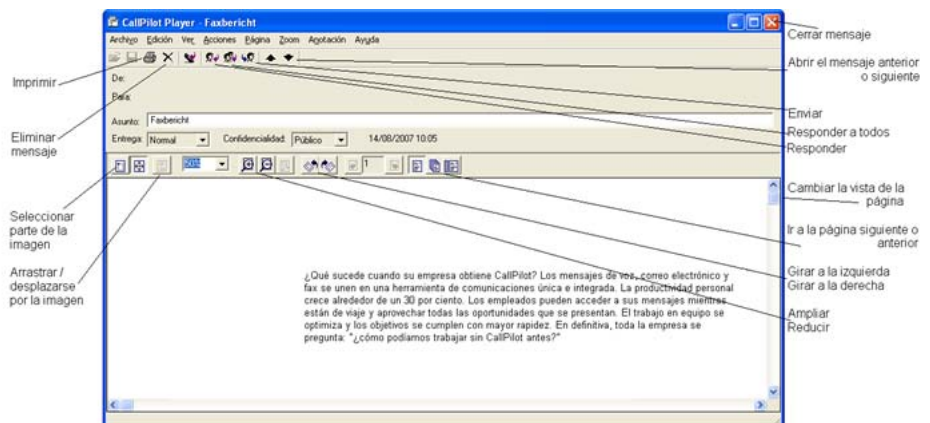 CallPilot Player - Faxbericht
Archivo Edición Ver Acciones Página Zoom Anotación Ayuda
De:
Para:
Asunto: Faxbericht
Entrega: Normal Confidencialidad: Público 14/08/2007 10:05
50%
1
Imprimir
Eliminar
mensaje
Seleccionar
parte de la
imagen
Arrastrar /
desplazarse
por la imagen
¿Qué sucede cuando su empresa obtiene CallPilot? Los mensajes de voz, correo electrónico y
fax se unen en una herramienta de comunicaciones única e integrada. La productividad personal
crece alrededor de un 30 por ciento. Los empleados pueden acceder a sus mensajes mientras
están de viaje y aprovechar todas las oportunidades que se presentan. El trabajo en equipo se
optimiza y los objetivos se cumplen con mayor rapidez. En definitiva, toda la empresa se
pregunta: "¿cómo podíamos trabajar sin CallPilot antes?"
Cerrar mensaje
Abrir el mensaje anterior
o siguiente
Enviar
Responder a todos
Responder
Cambiar la vista de la
página
Ir a la página siguiente o
anterior
Girar a la izquierda
Girar a la derecha
Ampliar
Reducir